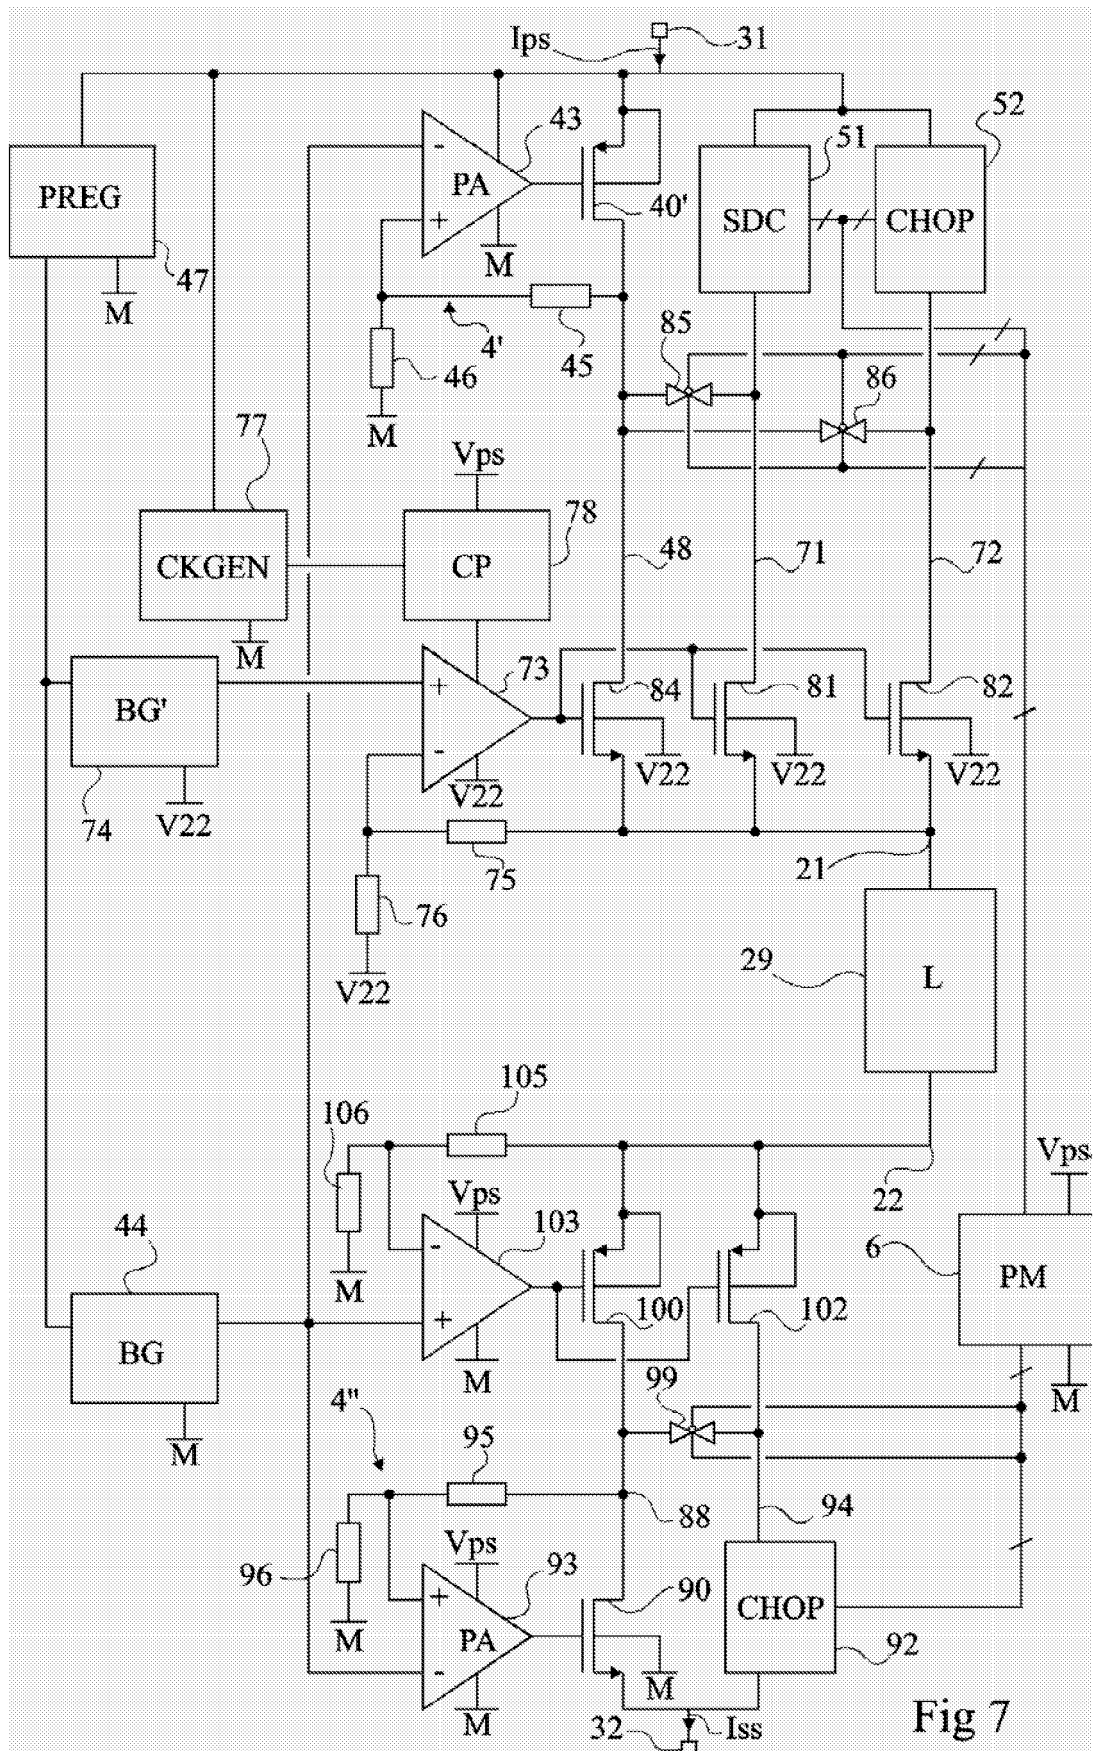 Ips
31
52
43
51
PREG
-
PA
SDC
CHOP
40'
+
M
47
M
85
4'
45
46
86
M
77
Vps
78
48
71
72
CKGEN
CP
M
73
BG'
+
84
81
82
-
V22
V22
V22
V22
74
V22
75
21
76
29
L
V22
105
106
Vps
Vps
22
44
103
6
PM
-
M
100
102
BG
+
M
99
M
4"
M
95
88
94
Vps
96
93
90
+
CHOP
M
PA
92
-
M
M
Fig 7
32
Iss